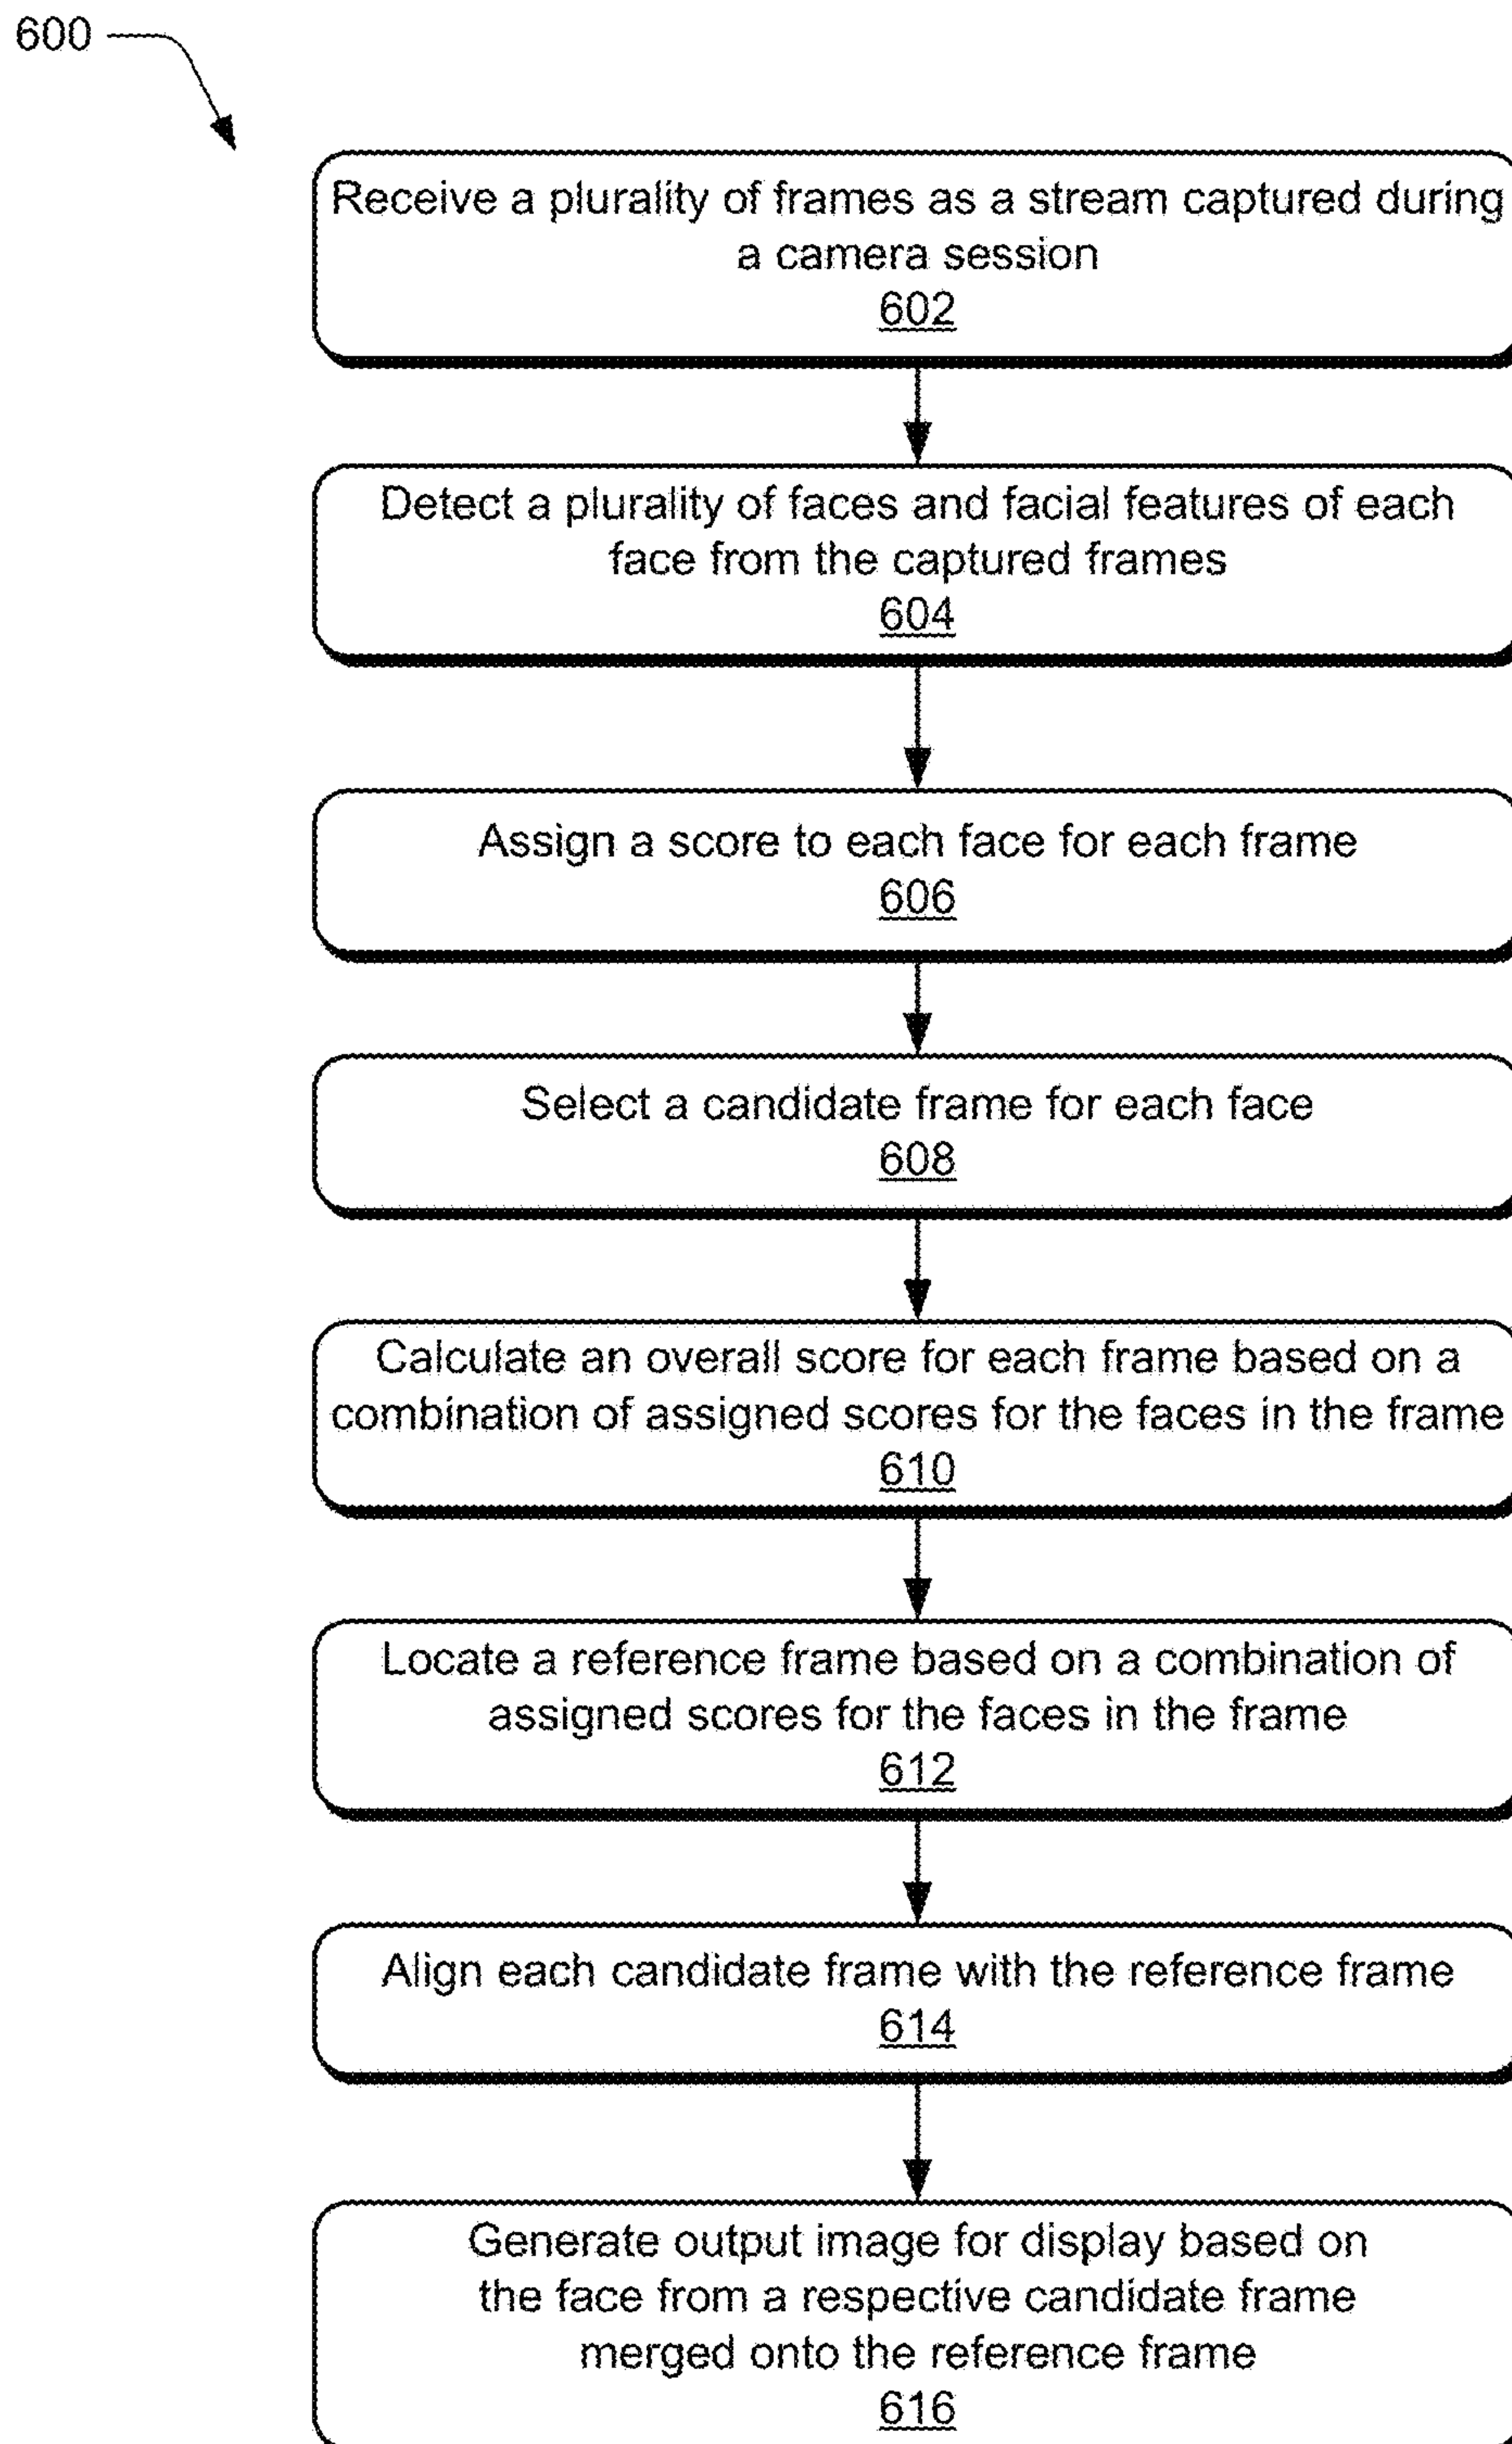 600
Receive a plurality of frames as a stream captured during
a camera session
602
Detect a plurality of faces and facial features of each
face from the captured frames
604
Assign a score to each face for each frame
606
Select a candidate frame for each face
608
Calculate an overall score for each frame based on a
combination of assigned scores for the faces in the frame
610
Locate a reference frame based on a combination of
assigned scores for the faces in the frame
612
Align each candidate frame with the reference frame
614
Generate output image for display based on
the face from a respective candidate frame
merged onto the reference frame
616